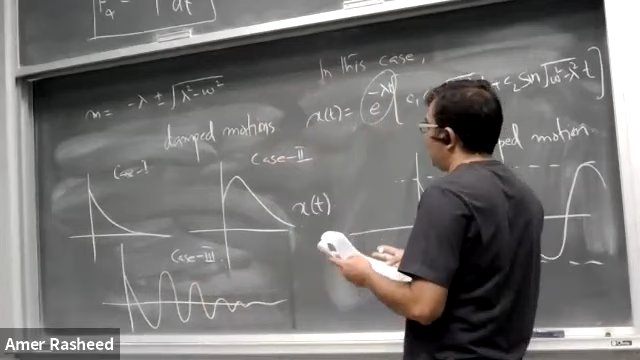 dt
In this case,
m = -λ ± √λ²-ω²
x(t) = e^-λt [ c₁ + c₂ sin √ω²-λ² t ]
damped motions
ped motion
Case-I
Case-II
x(t)
Case-III
Amer Rasheed